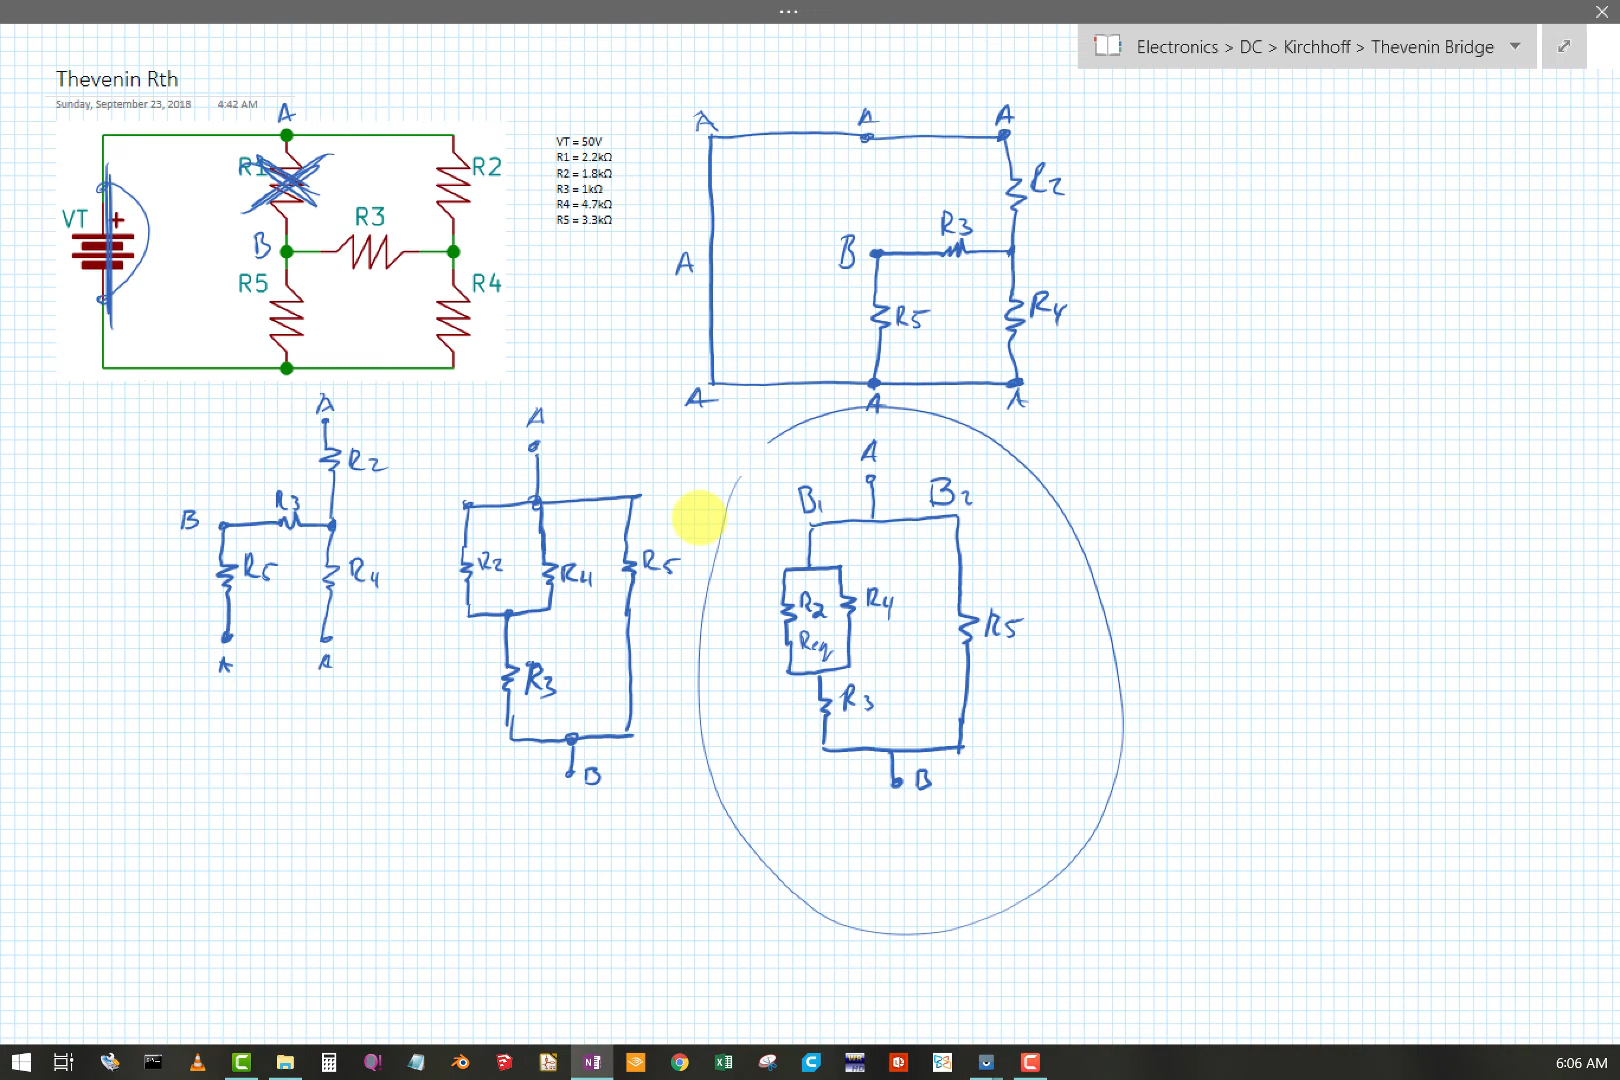 Electronics > DC > Kirchhoff > Thevenin Bridge
Thevenin Rth
Sunday, September 23, 2018 4:42 AM
A
R1
R2
VT
+
R3
B
R5
R4
VT = 50V
R1 = 2.2kΩ
R2 = 1.8kΩ
R3 = 1kΩ
R4 = 4.7kΩ
R5 = 3.3kΩ
A A A
R2
R3
B
A
R5 R4
A A A
A
R2
R3
B
R5 R4
A A
A
R2 R4 R5
R3
B
A
B1 B2
R2 R4
Req
R5
R3
B
6:06 AM